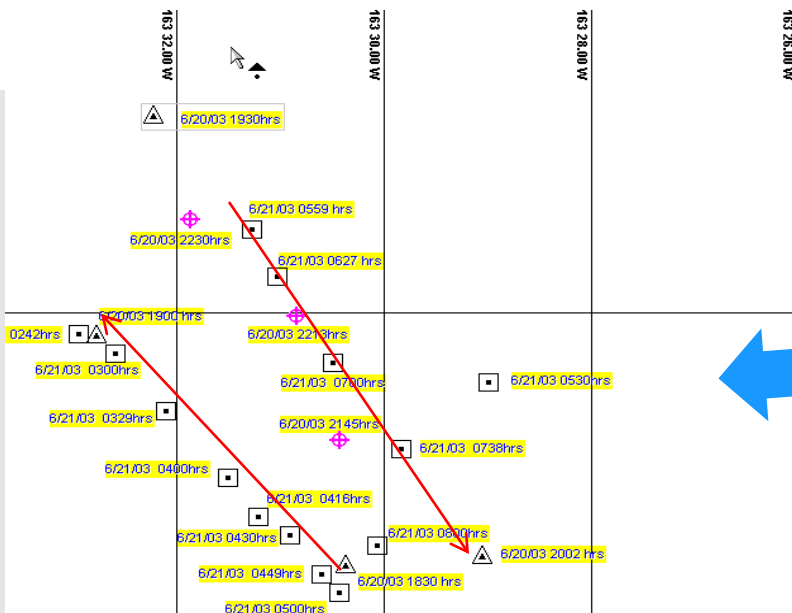 163 32.00 W
163 30.00 W
163 28.00 W
163 26.00 W
6/20/03 1930hrs
6/21/03 0559 hrs
6/20/03 2230hrs
6/21/03 0627 hrs
6/20/03 1900 hrs
0242hrs
6/20/03 2213hrs
6/21/03  0300hrs
6/21/03  0700hrs
6/21/03 0530hrs
6/21/03  0329hrs
6/20/03 2145hrs
6/21/03  0738hrs
6/21/03  0400hrs
6/21/03  0416hrs
6/21/03 0430hrs
6/21/03 0800hrs
6/20/03 2002 hrs
6/21/03  0449hrs
6/20/03 1830 hrs
6/21/03 0500hrs